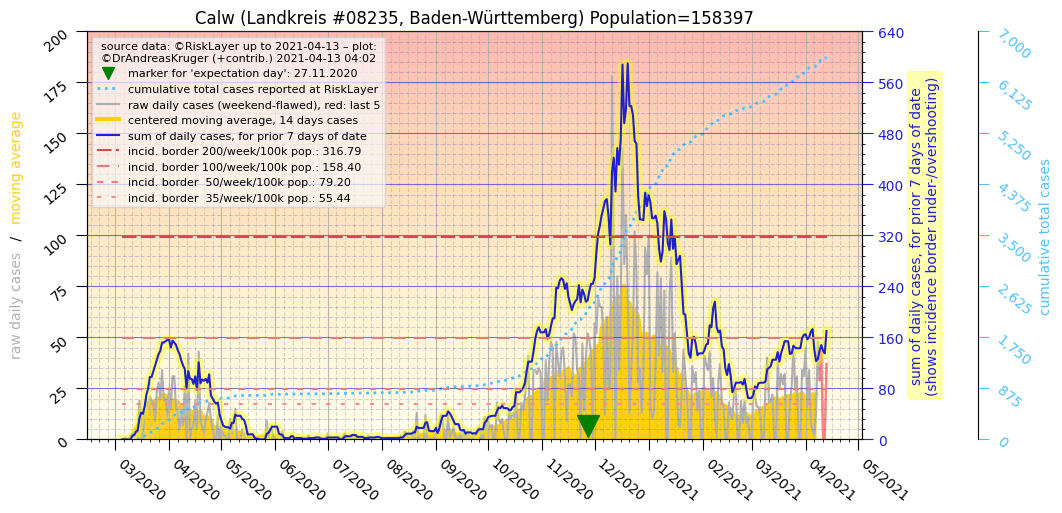 Calw (Landkreis #08235, Baden-Württemberg) Population=158397
source data: ©RiskLayer up to 2021-04-13 – plot:
©DrAndreasKruger (+contrib.) 2021-04-13 04:02
marker for 'expectation day': 27.11.2020
cumulative total cases reported at RiskLayer
raw daily cases (weekend-flawed), red: last 5
centered moving average, 14 days cases
sum of daily cases, for prior 7 days of date
incid. border 200/week/100k pop.: 316.79
incid. border 100/week/100k pop.: 158.40
incid. border 50/week/100k pop.: 79.20
incid. border 35/week/100k pop.: 55.44
raw daily cases / moving average
200
175
150
125
100
75
50
25
0
640
560
480
400
320
240
160
80
0
sum of daily cases, for prior 7 days of date
(shows incidence border under-/overshooting)
7,000
6,125
5,250
4,375
3,500
2,625
1,750
875
0
cumulative total cases
03/2020
04/2020
05/2020
06/2020
07/2020
08/2020
09/2020
10/2020
11/2020
12/2020
01/2021
02/2021
03/2021
04/2021
05/2021